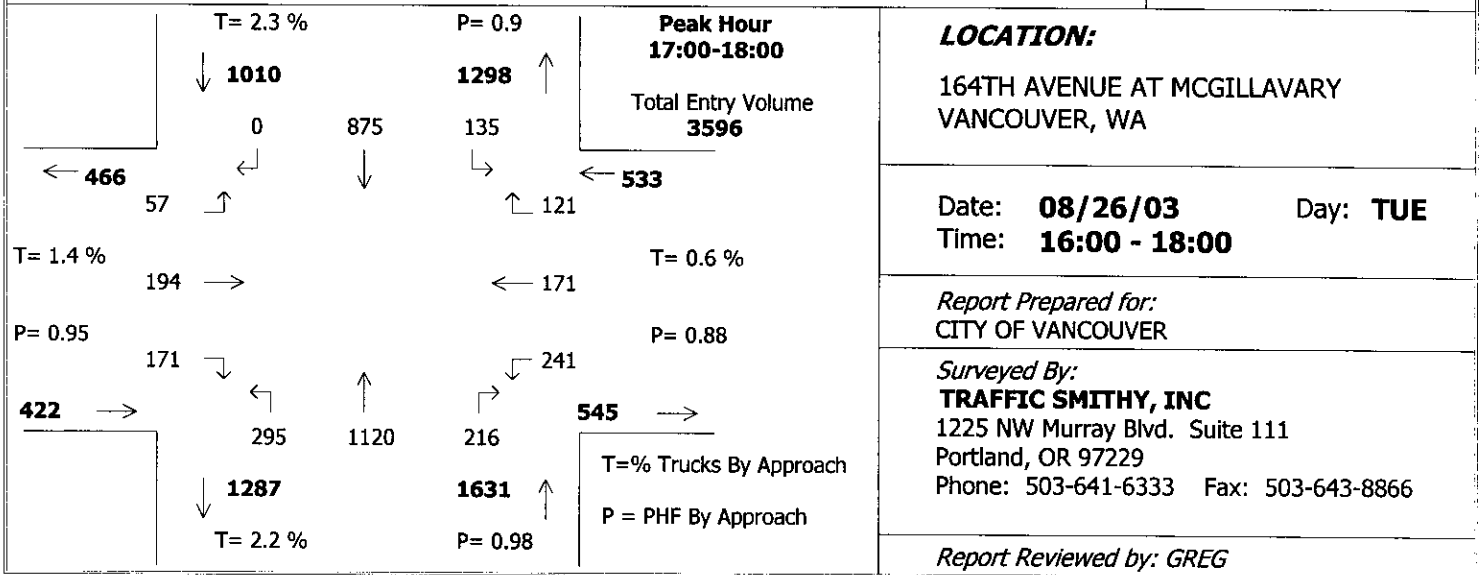 T= 2.3 % P= 0.9
Peak Hour
17:00-18:00
1010 1298
Total Entry Volume
3596
0 875 135
466 533
57 121
T= 1.4 % T= 0.6 %
194 171
P= 0.95 P= 0.88
171 241
422 545
295 1120 216
T=% Trucks By Approach
1287 1631
P = PHF By Approach
T= 2.2 % P= 0.98
LOCATION:
164TH AVENUE AT MCGILLAVARY
VANCOUVER, WA
Date: 08/26/03 Day: TUE
Time: 16:00 - 18:00
Report Prepared for:
CITY OF VANCOUVER
Surveyed By:
TRAFFIC SMITHY, INC
1225 NW Murray Blvd. Suite 111
Portland, OR 97229
Phone: 503-641-6333 Fax: 503-643-8866
Report Reviewed by: GREG